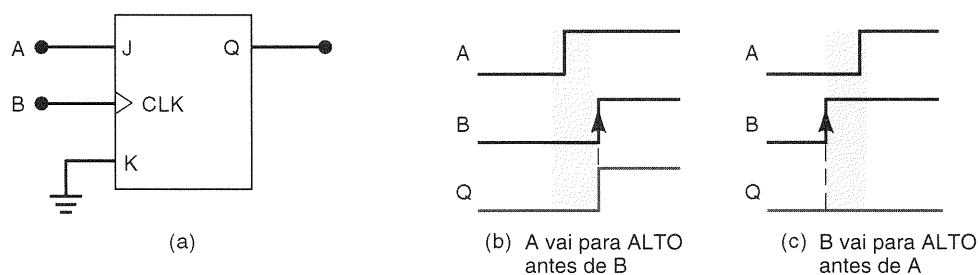 A
J
Q
B
CLK
K
(a)
A
B
Q
(b) A vai para ALTO
antes de B
A
B
Q
(c) B vai para ALTO
antes de A